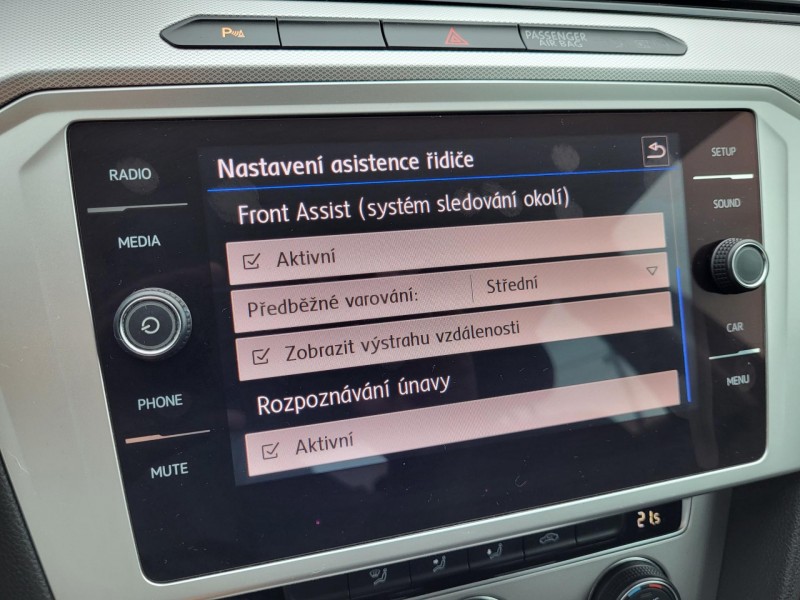 P
PASSENGER
AIR BAG
Nastavení asistence řidiče
RADIO
SETUP
Front Assist (systém sledování okolí)
SOUND
MEDIA
Aktivní
Předběžné varování: Střední
Zobrazit výstrahu vzdálenosti
CAR
PHONE
Rozpoznávání únavy
MENU
MUTE
Aktivní